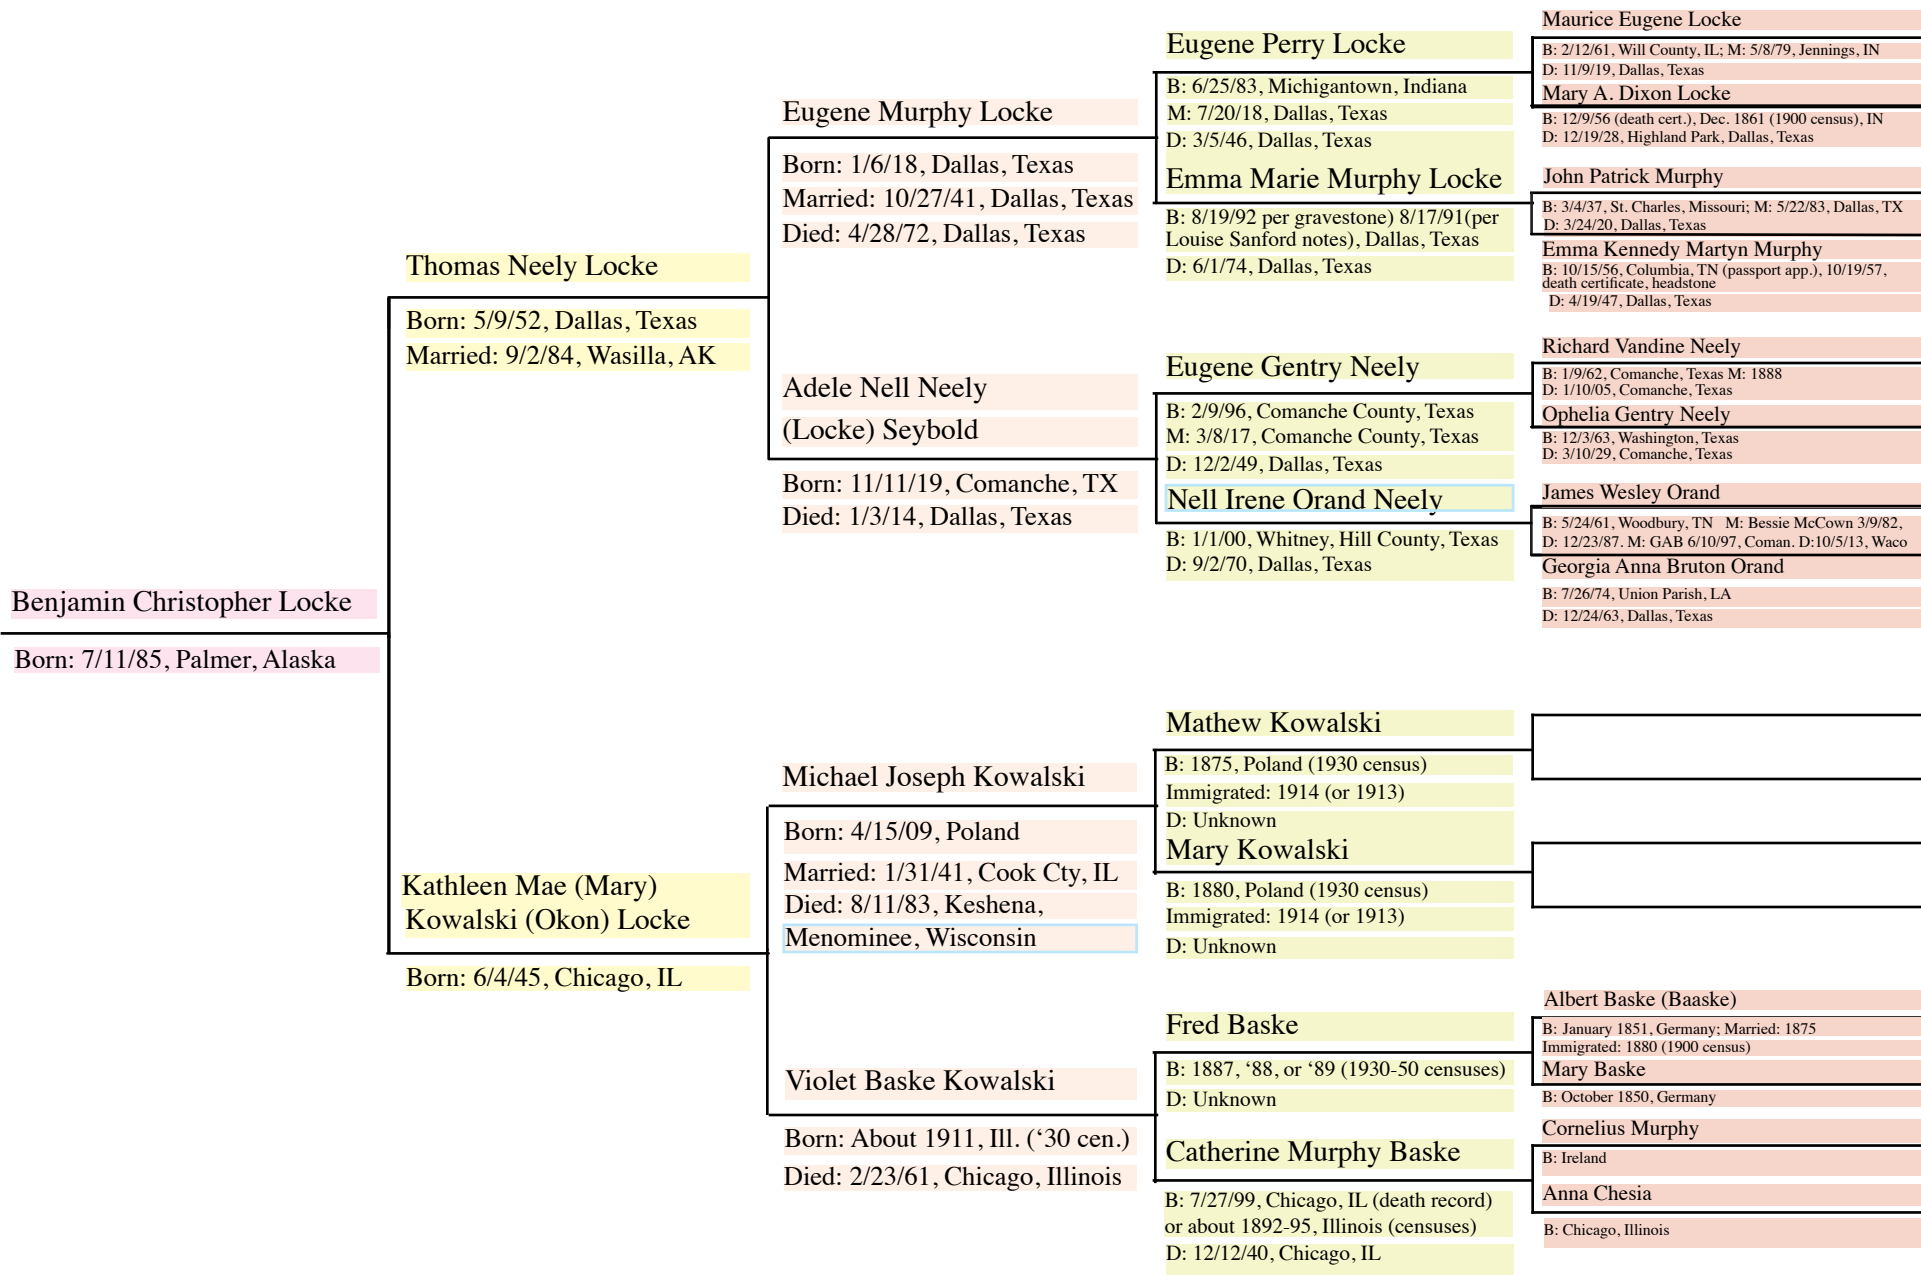 Benjamin Christopher Locke
Born: 7/11/85, Palmer, Alaska
Thomas Neely Locke
Born: 5/9/52, Dallas, Texas
Married: 9/2/84, Wasilla, AK
Kathleen Mae (Mary)
Kowalski (Okon) Locke
Born: 6/4/45, Chicago, IL
Eugene Murphy Locke
Born: 1/6/18, Dallas, Texas
Married: 10/27/41, Dallas, Texas
Died: 4/28/72, Dallas, Texas
Adele Nell Neely
(Locke) Seybold
Born: 11/11/19, Comanche, TX
Died: 1/3/14, Dallas, Texas
Michael Joseph Kowalski
Born: 4/15/09, Poland
Married: 1/31/41, Cook Cty, IL
Died: 8/11/83, Keshena,
Menominee, Wisconsin
Violet Baske Kowalski
Born: About 1911, Ill. (‘30 cen.)
Died: 2/23/61, Chicago, Illinois
Eugene Perry Locke
B: 6/25/83, Michigantown, Indiana
M: 7/20/18, Dallas, Texas
D: 3/5/46, Dallas, Texas
Emma Marie Murphy Locke
B: 8/19/92 per gravestone) 8/17/91(per
Louise Sanford notes), Dallas, Texas
D: 6/1/74, Dallas, Texas
Eugene Gentry Neely
B: 2/9/96, Comanche County, Texas
M: 3/8/17, Comanche County, Texas
D: 12/2/49, Dallas, Texas
Nell Irene Orand Neely
B: 1/1/00, Whitney, Hill County, Texas
D: 9/2/70, Dallas, Texas
Mathew Kowalski
B: 1875, Poland (1930 census)
Immigrated: 1914 (or 1913)
D: Unknown
Mary Kowalski
B: 1880, Poland (1930 census)
Immigrated: 1914 (or 1913)
D: Unknown
Fred Baske
B: 1887, ‘88, or ‘89 (1930-50 censuses)
D: Unknown
Catherine Murphy Baske
B: 7/27/99, Chicago, IL (death record)
or about 1892-95, Illinois (censuses)
D: 12/12/40, Chicago, IL
Maurice Eugene Locke
B: 2/12/61, Will County, IL; M: 5/8/79, Jennings, IN
D: 11/9/19, Dallas, Texas
Mary A. Dixon Locke
B: 12/9/56 (death cert.), Dec. 1861 (1900 census), IN
D: 12/19/28, Highland Park, Dallas, Texas
John Patrick Murphy
B: 3/4/37, St. Charles, Missouri; M: 5/22/83, Dallas, TX
D: 3/24/20, Dallas, Texas
Emma Kennedy Martyn Murphy
B: 10/15/56, Columbia, TN (passport app.), 10/19/57,
death certificate, headstone
D: 4/19/47, Dallas, Texas
Richard Vandine Neely
B: 1/9/62, Comanche, Texas M: 1888
D: 1/10/05, Comanche, Texas
Ophelia Gentry Neely
B: 12/3/63, Washington, Texas
D: 3/10/29, Comanche, Texas
James Wesley Orand
B: 5/24/61, Woodbury, TN M: Bessie McCown 3/9/82,
D: 12/23/87. M: GAB 6/10/97, Coman. D:10/5/13, Waco
Georgia Anna Bruton Orand
B: 7/26/74, Union Parish, LA
D: 12/24/63, Dallas, Texas
Albert Baske (Baaske)
B: January 1851, Germany; Married: 1875
Immigrated: 1880 (1900 census)
Mary Baske
B: October 1850, Germany
Cornelius Murphy
B: Ireland
Anna Chesia
B: Chicago, Illinois